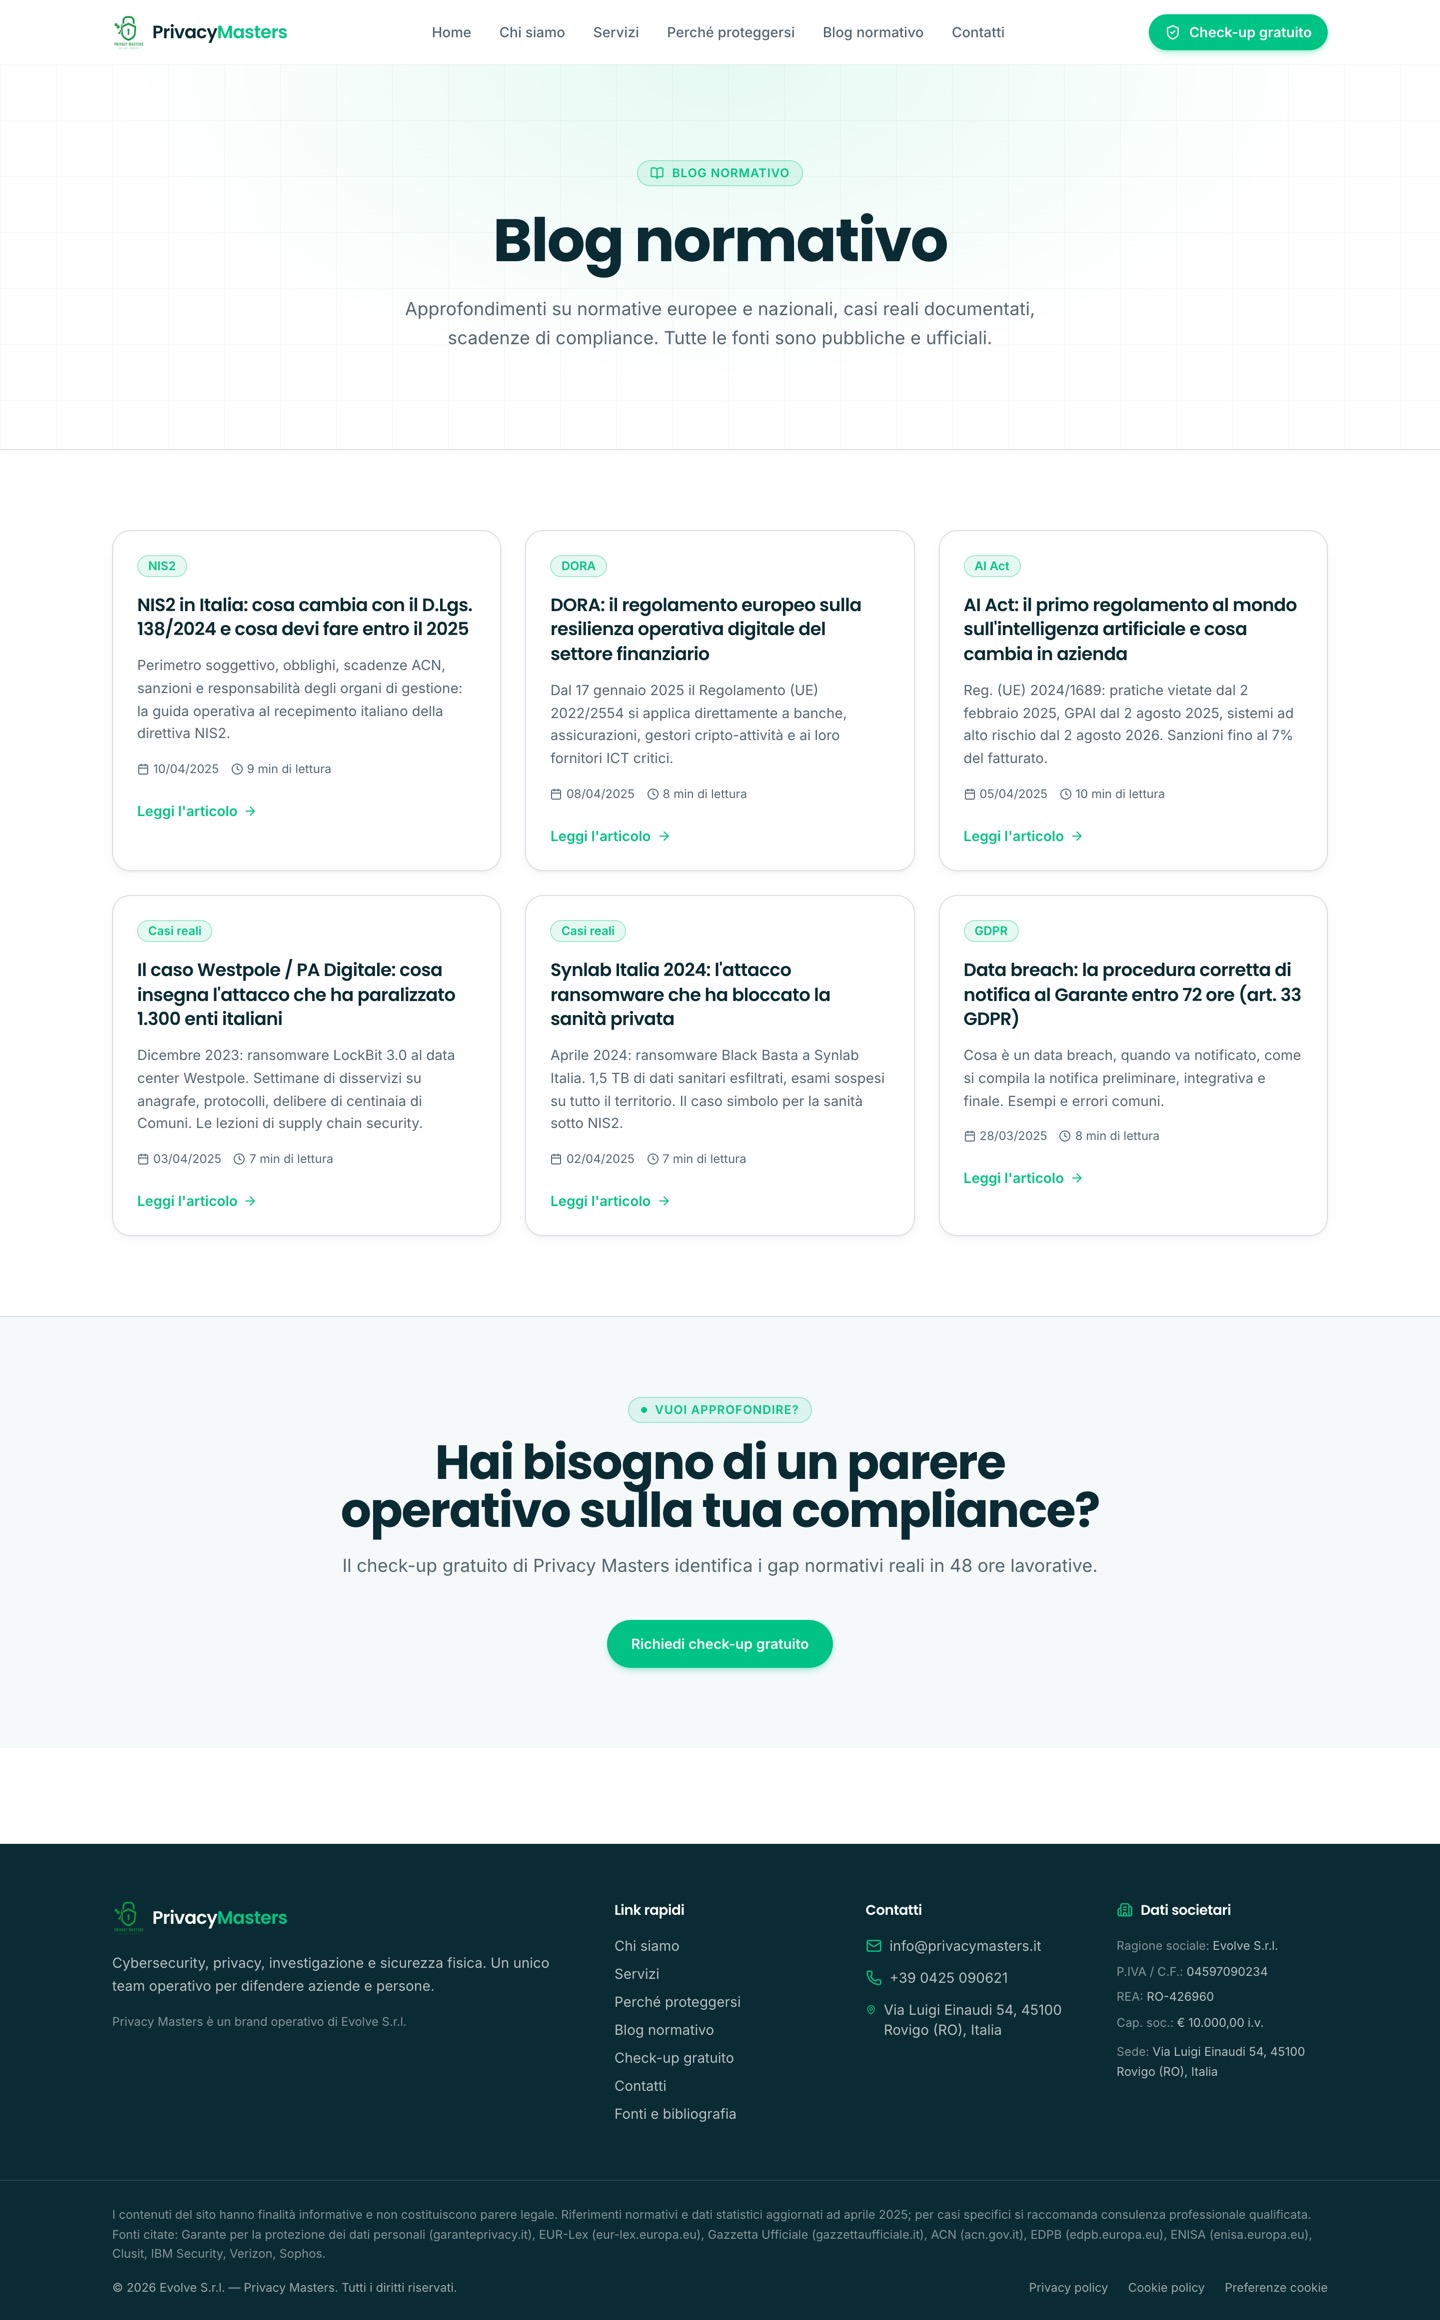 PrivacyMasters
Home
Chi siamo
Servizi
Perché proteggersi
Blog normativo
Contatti
Check-up gratuito
BLOG NORMATIVO
Blog normativo
Approfondimenti su normative europee e nazionali, casi reali documentati,
scadenze di compliance. Tutte le fonti sono pubbliche e ufficiali.
NIS2
NIS2 in Italia: cosa cambia con il D.Lgs.
138/2024 e cosa devi fare entro il 2025
Perimetro soggettivo, obblighi, scadenze ACN,
sanzioni e responsabilità degli organi di gestione:
la guida operativa al recepimento italiano della
direttiva NIS2.
10/04/2025 9 min di lettura
Leggi l'articolo →
DORA
DORA: il regolamento europeo sulla
resilienza operativa digitale del
settore finanziario
Dal 17 gennaio 2025 il Regolamento (UE)
2022/2554 si applica direttamente a banche,
assicurazioni, gestori cripto-attività e ai loro
fornitori ICT critici.
08/04/2025 8 min di lettura
Leggi l'articolo →
AI Act
AI Act: il primo regolamento al mondo
sull'intelligenza artificiale e cosa
cambia in azienda
Reg. (UE) 2024/1689: pratiche vietate dal 2
febbraio 2025, GPAI dal 2 agosto 2025, sistemi ad
alto rischio dal 2 agosto 2026. Sanzioni fino al 7%
del fatturato.
05/04/2025 10 min di lettura
Leggi l'articolo →
Casi reali
Il caso Westpole / PA Digitale: cosa
insegna l'attacco che ha paralizzato
1.300 enti italiani
Dicembre 2023: ransomware LockBit 3.0 al data
center Westpole. Settimane di disservizi su
anagrafe, protocolli, delibere di centinaia di
Comuni. Le lezioni di supply chain security.
03/04/2025 7 min di lettura
Leggi l'articolo →
Casi reali
Synlab Italia 2024: l'attacco
ransomware che ha bloccato la
sanità privata
Aprile 2024: ransomware Black Basta a Synlab
Italia. 1,5 TB di dati sanitari esfiltrati, esami sospesi
su tutto il territorio. Il caso simbolo per la sanità
sotto NIS2.
02/04/2025 7 min di lettura
Leggi l'articolo →
GDPR
Data breach: la procedura corretta di
notifica al Garante entro 72 ore (art. 33
GDPR)
Cosa è un data breach, quando va notificato, come
si compila la notifica preliminare, integrativa e
finale. Esempi e errori comuni.
28/03/2025 8 min di lettura
Leggi l'articolo →
VUOI APPROFONDIRE?
Hai bisogno di un parere
operativo sulla tua compliance?
Il check-up gratuito di Privacy Masters identifica i gap normativi reali in 48 ore lavorative.
Richiedi check-up gratuito
PrivacyMasters
Cybersecurity, privacy, investigazione e sicurezza fisica. Un unico
team operativo per difendere aziende e persone.
Privacy Masters è un brand operativo di Evolve S.r.l.
Link rapidi
Chi siamo
Servizi
Perché proteggersi
Blog normativo
Check-up gratuito
Contatti
Fonti e bibliografia
Contatti
info@privacymasters.it
+39 0425 090621
Via Luigi Einaudi 54, 45100
Rovigo (RO), Italia
Dati societari
Ragione sociale: Evolve S.r.l.
P.IVA / C.F.: 04597090234
REA: RO-426960
Cap. soc.: € 10.000,00 i.v.
Sede: Via Luigi Einaudi 54, 45100
Rovigo (RO), Italia
I contenuti del sito hanno finalità informative e non costituiscono parere legale. Riferimenti normativi e dati statistici aggiornati ad aprile 2025; per casi specifici si raccomanda consulenza professionale qualificata.
Fonti citate: Garante per la protezione dei dati personali (garanteprivacy.it), EUR-Lex (eur-lex.europa.eu), Gazzetta Ufficiale (gazzettaufficiale.it), ACN (acn.gov.it), EDPB (edpb.europa.eu), ENISA (enisa.europa.eu),
Clusit, IBM Security, Verizon, Sophos.
© 2026 Evolve S.r.l. — Privacy Masters. Tutti i diritti riservati.
Privacy policy
Cookie policy
Preferenze cookie